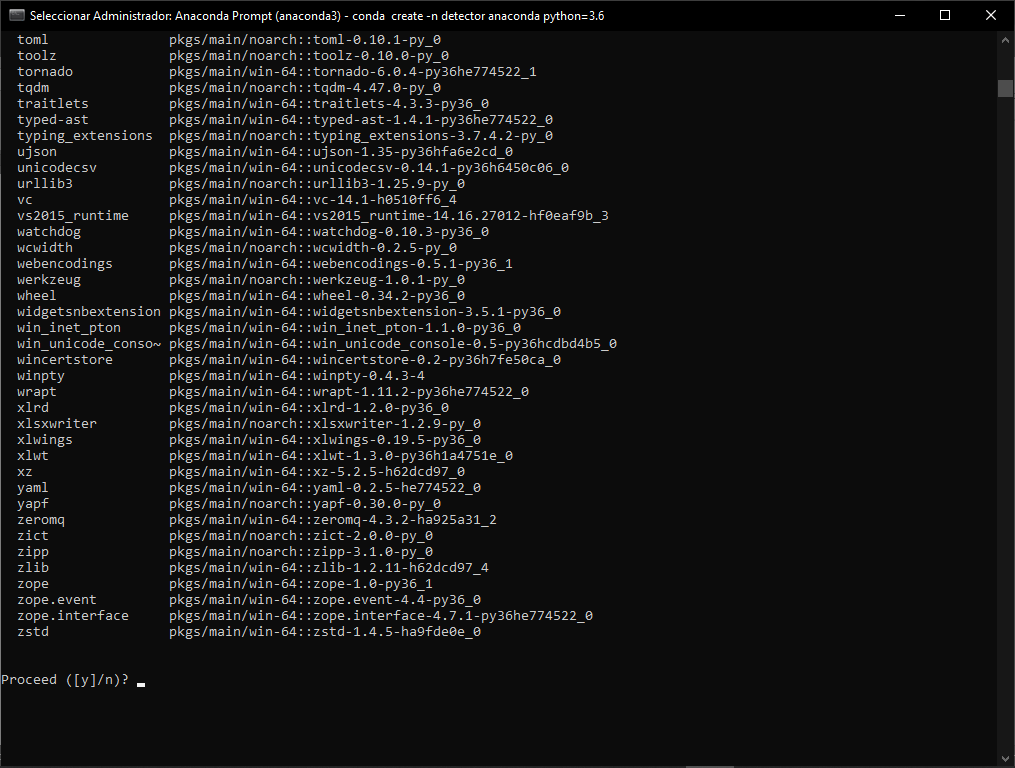 Seleccionar Administrador: Anaconda Prompt (anaconda3) - conda  create -n detector anaconda python=3.6
toml pkgs/main/noarch::toml-0.10.1-py_0
toolz pkgs/main/noarch::toolz-0.10.0-py_0
tornado pkgs/main/win-64::tornado-6.0.4-py36he774522_1
tqdm pkgs/main/noarch::tqdm-4.47.0-py_0
traitlets pkgs/main/win-64::traitlets-4.3.3-py36_0
typed-ast pkgs/main/win-64::typed-ast-1.4.1-py36he774522_0
typing_extensions pkgs/main/noarch::typing_extensions-3.7.4.2-py_0
ujson pkgs/main/win-64::ujson-1.35-py36hfa6e2cd_0
unicodecsv pkgs/main/win-64::unicodecsv-0.14.1-py36h6450c06_0
urllib3 pkgs/main/noarch::urllib3-1.25.9-py_0
vc pkgs/main/win-64::vc-14.1-h0510ff6_4
vs2015_runtime pkgs/main/win-64::vs2015_runtime-14.16.27012-hf0eaf9b_3
watchdog pkgs/main/win-64::watchdog-0.10.3-py36_0
wcwidth pkgs/main/noarch::wcwidth-0.2.5-py_0
webencodings pkgs/main/win-64::webencodings-0.5.1-py36_1
werkzeug pkgs/main/noarch::werkzeug-1.0.1-py_0
wheel pkgs/main/win-64::wheel-0.34.2-py36_0
widgetsnbextension pkgs/main/win-64::widgetsnbextension-3.5.1-py36_0
win_inet_pton pkgs/main/win-64::win_inet_pton-1.1.0-py36_0
win_unicode_conso~ pkgs/main/win-64::win_unicode_console-0.5-py36hcdbd4b5_0
wincertstore pkgs/main/win-64::wincertstore-0.2-py36h7fe50ca_0
winpty pkgs/main/win-64::winpty-0.4.3-4
wrapt pkgs/main/win-64::wrapt-1.11.2-py36he774522_0
xlrd pkgs/main/win-64::xlrd-1.2.0-py36_0
xlsxwriter pkgs/main/noarch::xlsxwriter-1.2.9-py_0
xlwings pkgs/main/win-64::xlwings-0.19.5-py36_0
xlwt pkgs/main/win-64::xlwt-1.3.0-py36h1a4751e_0
xz pkgs/main/win-64::xz-5.2.5-h62dcd97_0
yaml pkgs/main/win-64::yaml-0.2.5-he774522_0
yapf pkgs/main/noarch::yapf-0.30.0-py_0
zeromq pkgs/main/win-64::zeromq-4.3.2-ha925a31_2
zict pkgs/main/noarch::zict-2.0.0-py_0
zipp pkgs/main/noarch::zipp-3.1.0-py_0
zlib pkgs/main/win-64::zlib-1.2.11-h62dcd97_4
zope pkgs/main/win-64::zope-1.0-py36_1
zope.event pkgs/main/win-64::zope.event-4.4-py36_0
zope.interface pkgs/main/win-64::zope.interface-4.7.1-py36he774522_0
zstd pkgs/main/win-64::zstd-1.4.5-ha9fde0e_0
Proceed ([y]/n)?